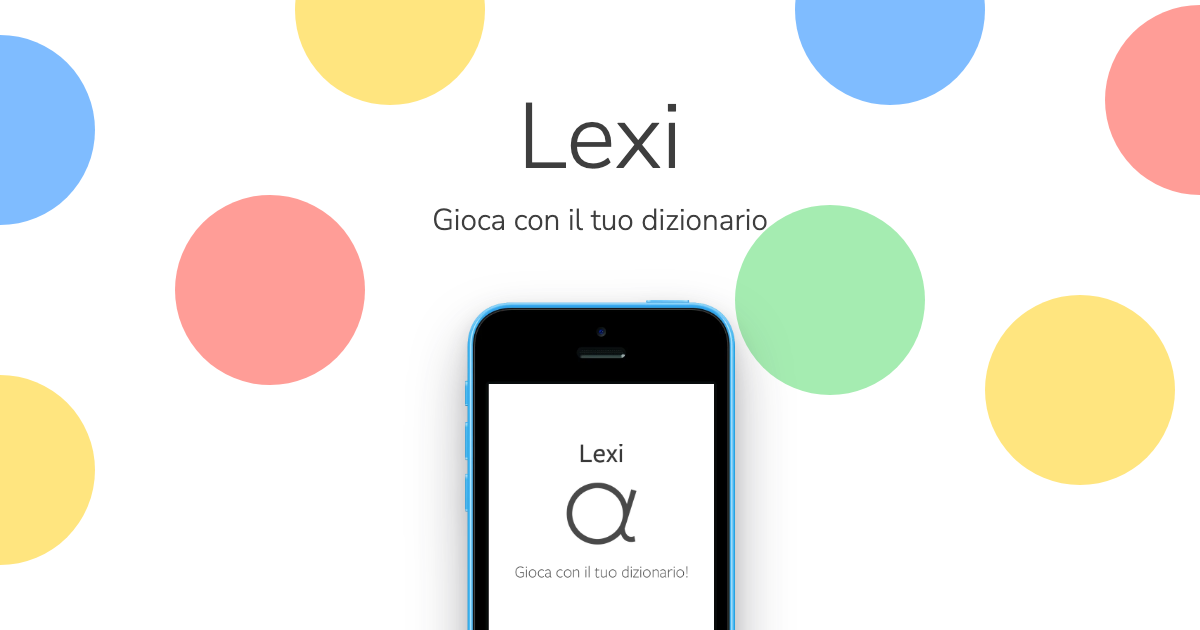 Lexi
Gioca con il tuo dizionario
Lexi
α
Gioca con il tuo dizionario!